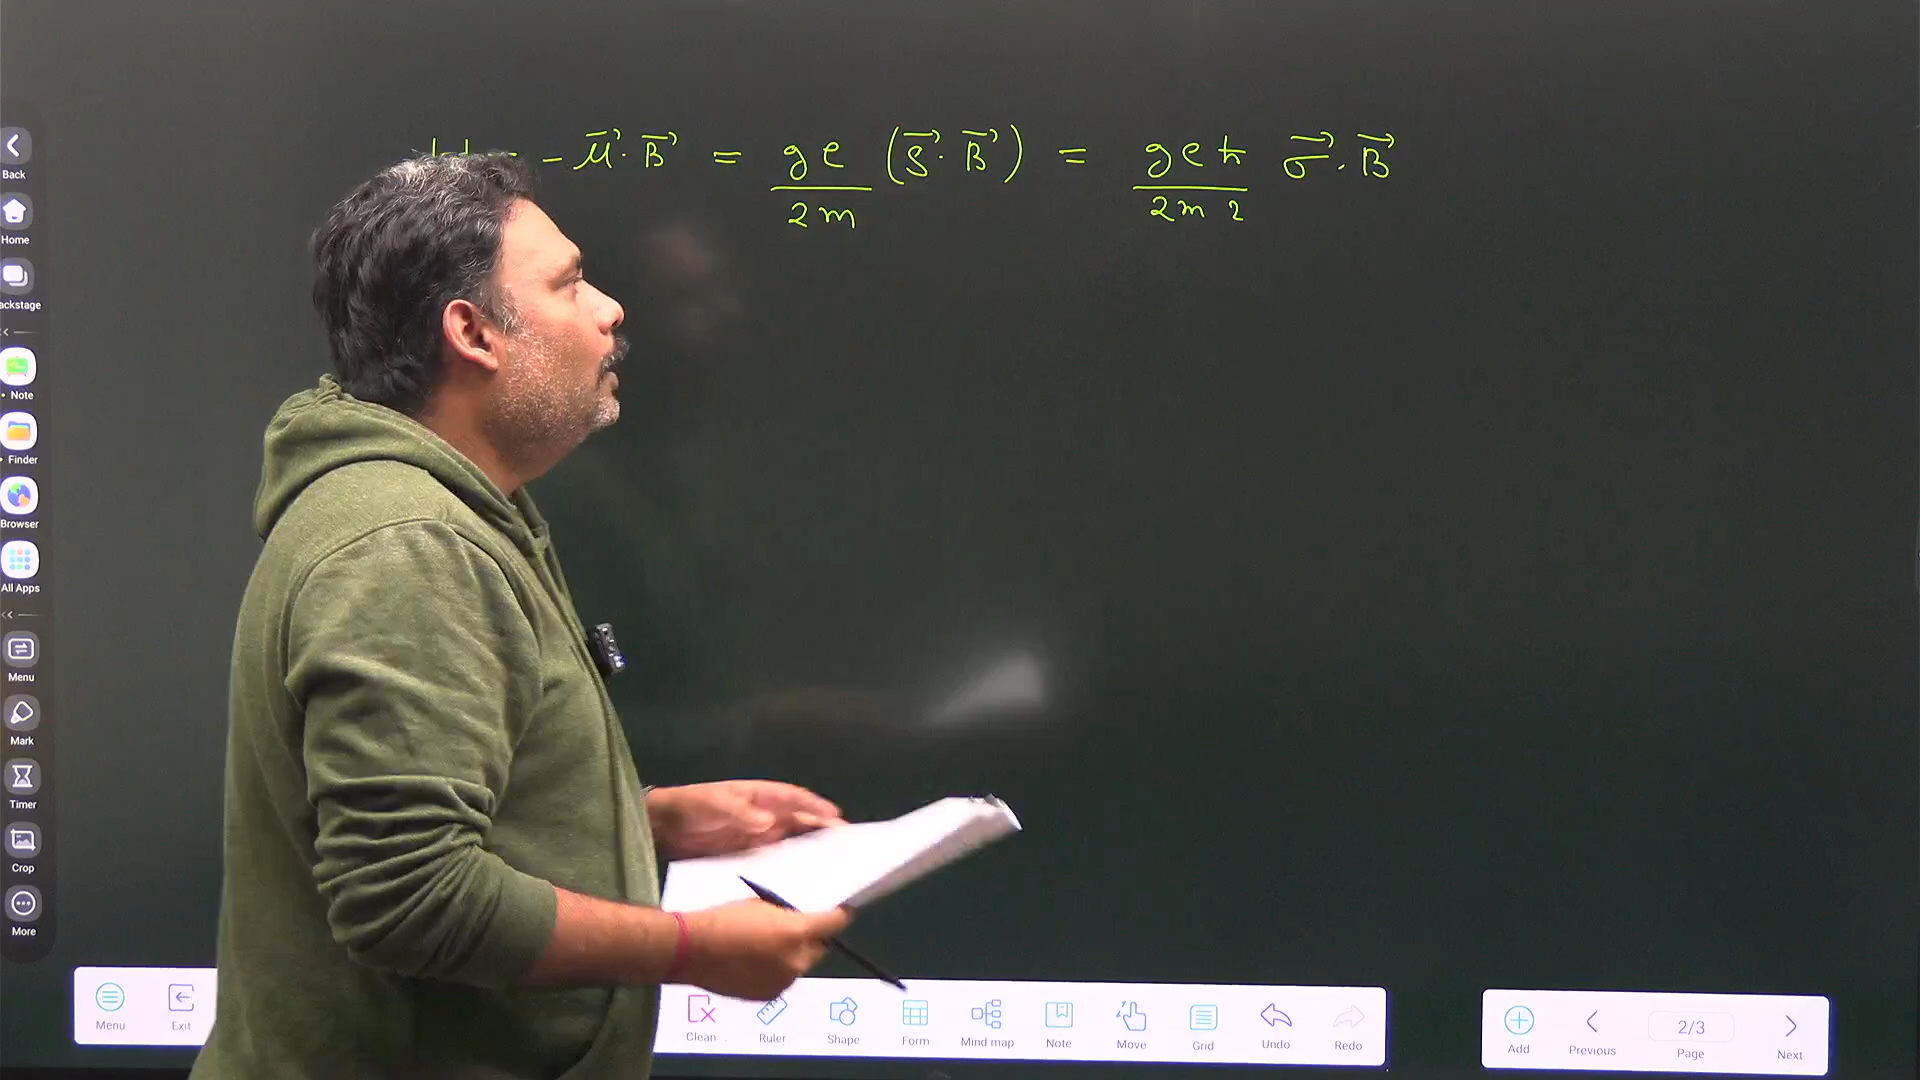 H = - μ⃗ · B⃗ = ge/2m (S⃗ · B⃗) = geħ/2m2 σ⃗ · B⃗
Back
Home
ackstage
Note
Finder
Browser
All Apps
Menu
Mark
Timer
Crop
More
Menu Exit Clean Ruler Shape Form Mind map Note Move Grid Undo Redo Add Previous 2/3 Page Next